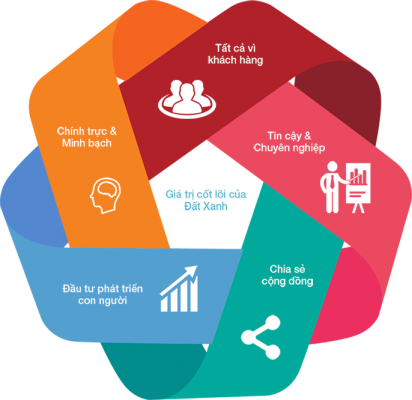 Tất cả vì
khách hàng
Tin cậy &
Chuyên nghiệp
Chia sẻ
cộng đồng
Đầu tư phát triển
con người
Chính trực &
Minh bạch
Giá trị cốt lõi của
Đất Xanh